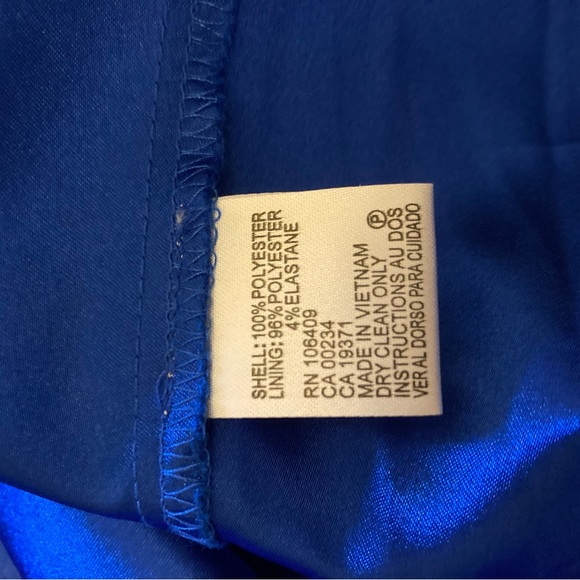 SHELL: 100% POLYESTER
LINING: 96% POLYESTER
4% ELASTANE
RN 106409
CA 00234
CA 19371
MADE IN VIETNAM
DRY CLEAN ONLY Ⓟ
INSTRUCTIONS AU DOS
VER AL DORSO PARA CUIDADO